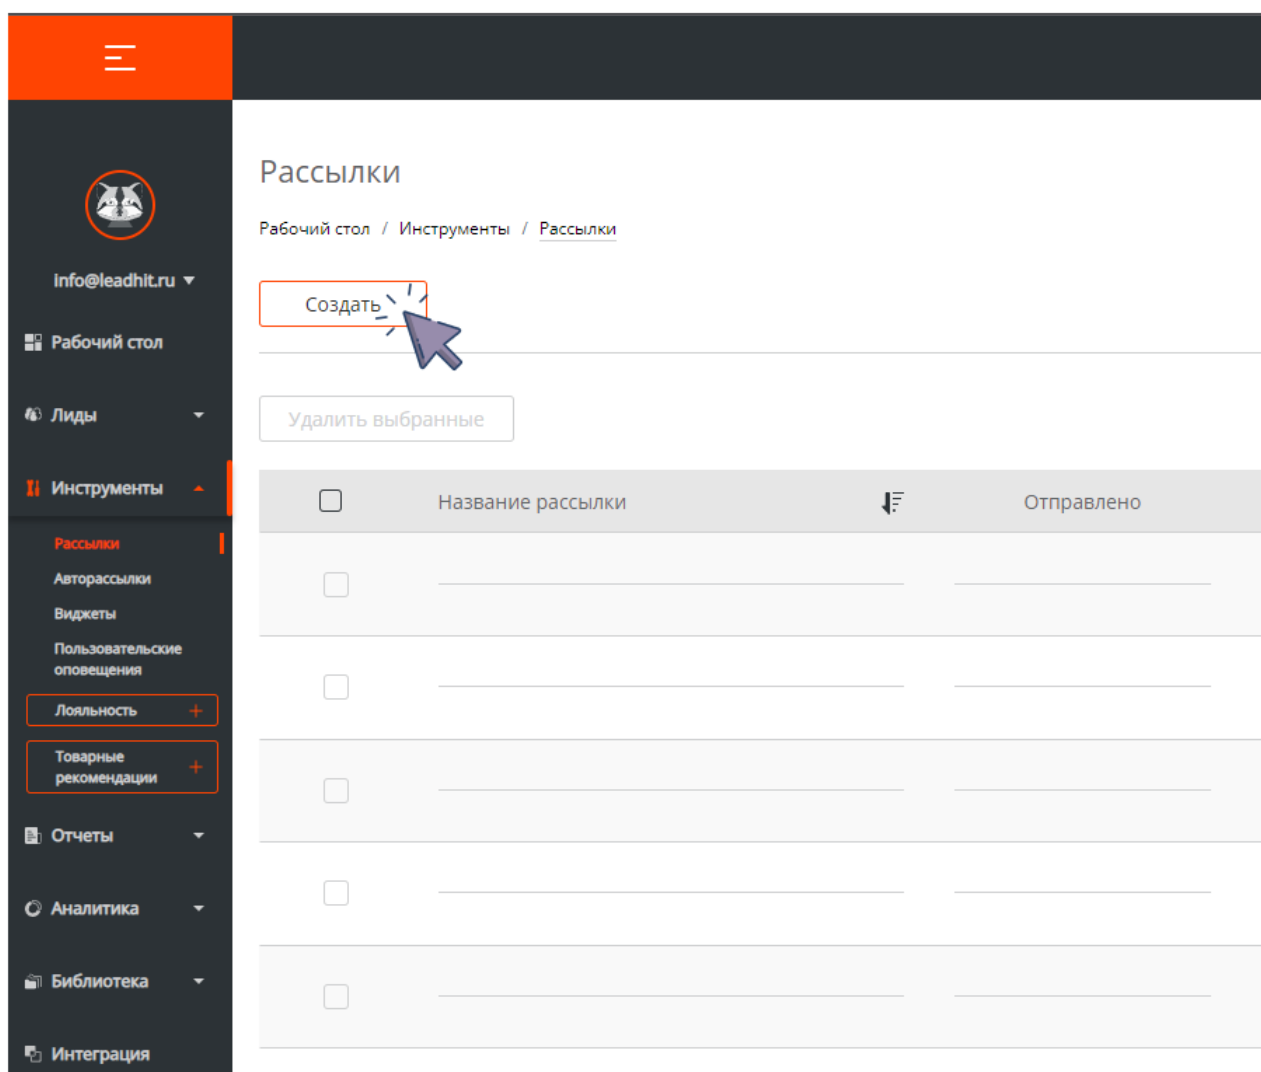 info@leadhit.ru
Рабочий стол
Лиды
Инструменты
Рассылки
Авторассылки
Виджеты
Пользовательские
оповещения
Лояльность
Товарные
рекомендации
Отчеты
Аналитика
Библиотека
Интеграция
Рассылки
Рабочий стол / Инструменты / Рассылки
Создать
Удалить выбранные
Название рассылки Отправлено